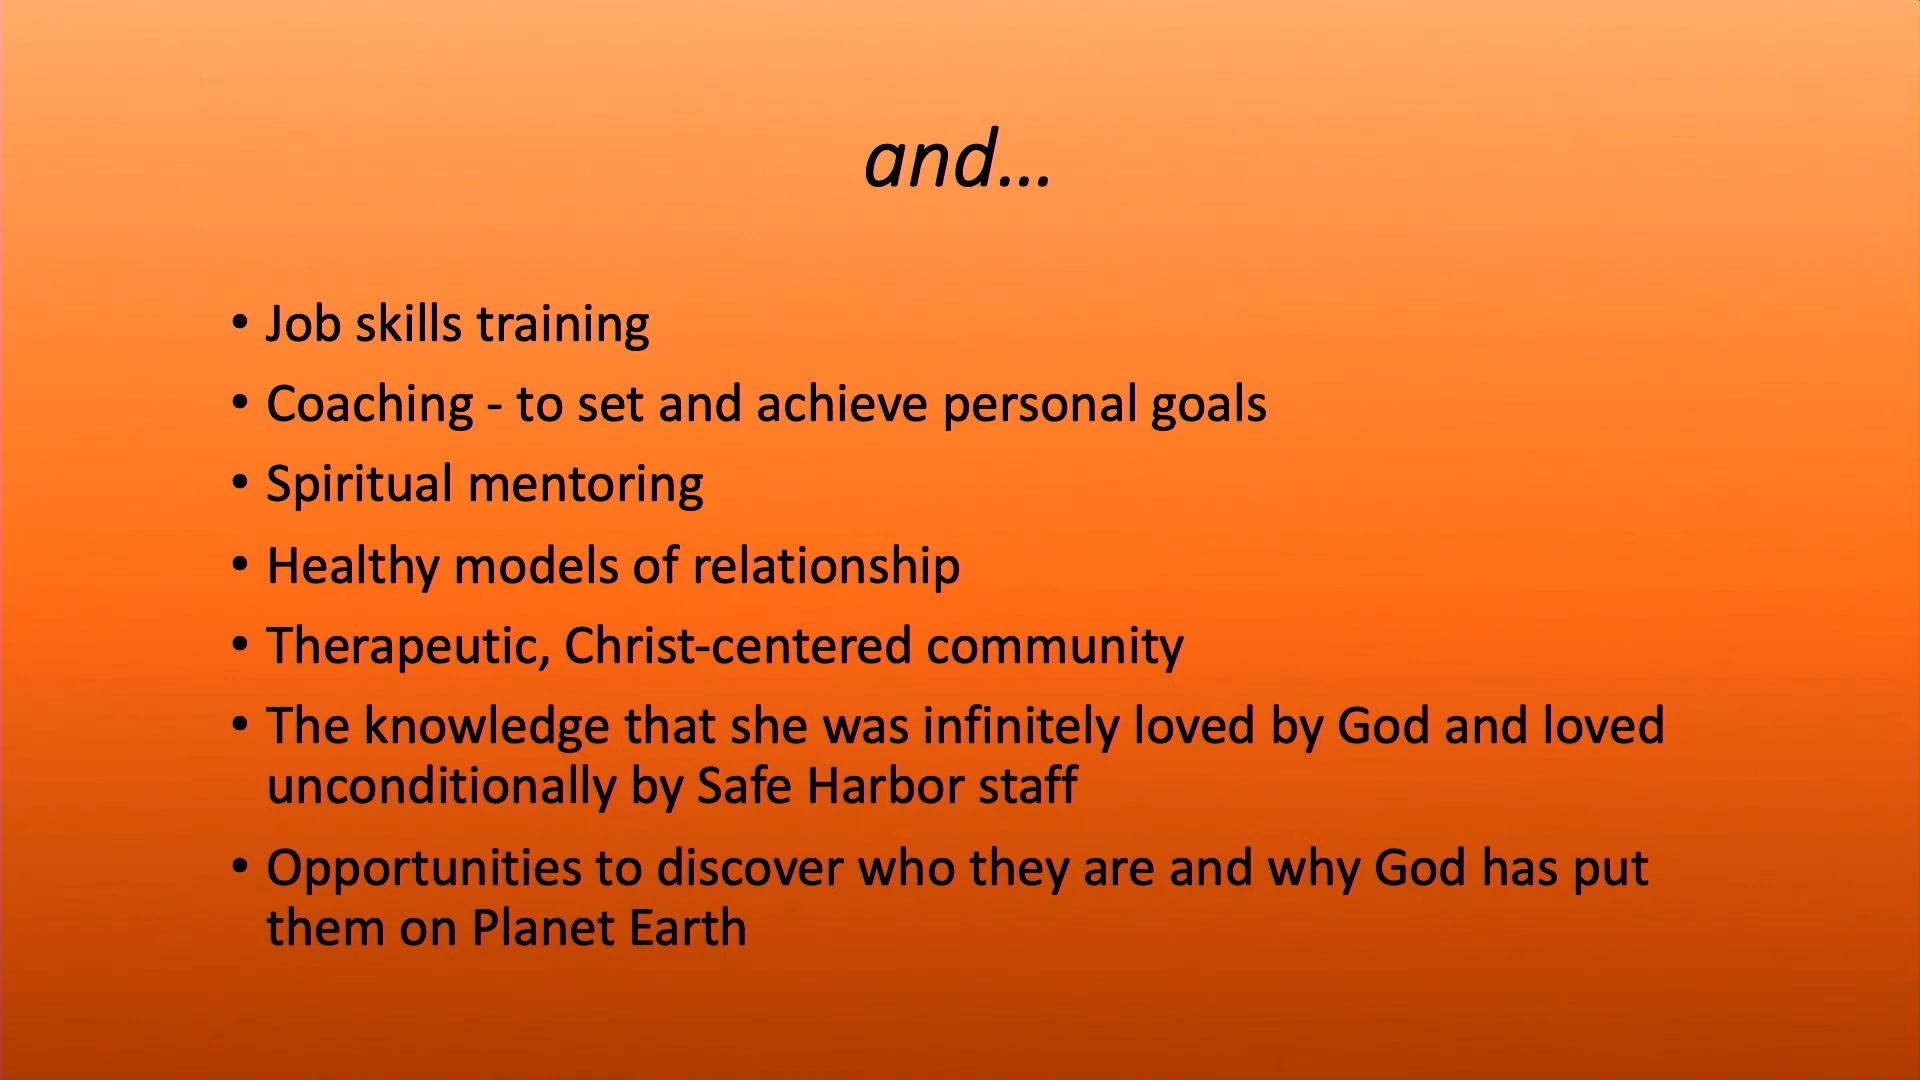 and...
• Job skills training
• Coaching - to set and achieve personal goals
• Spiritual mentoring
• Healthy models of relationship
• Therapeutic, Christ-centered community
• The knowledge that she was infinitely loved by God and loved
unconditionally by Safe Harbor staff
• Opportunities to discover who they are and why God has put
them on Planet Earth